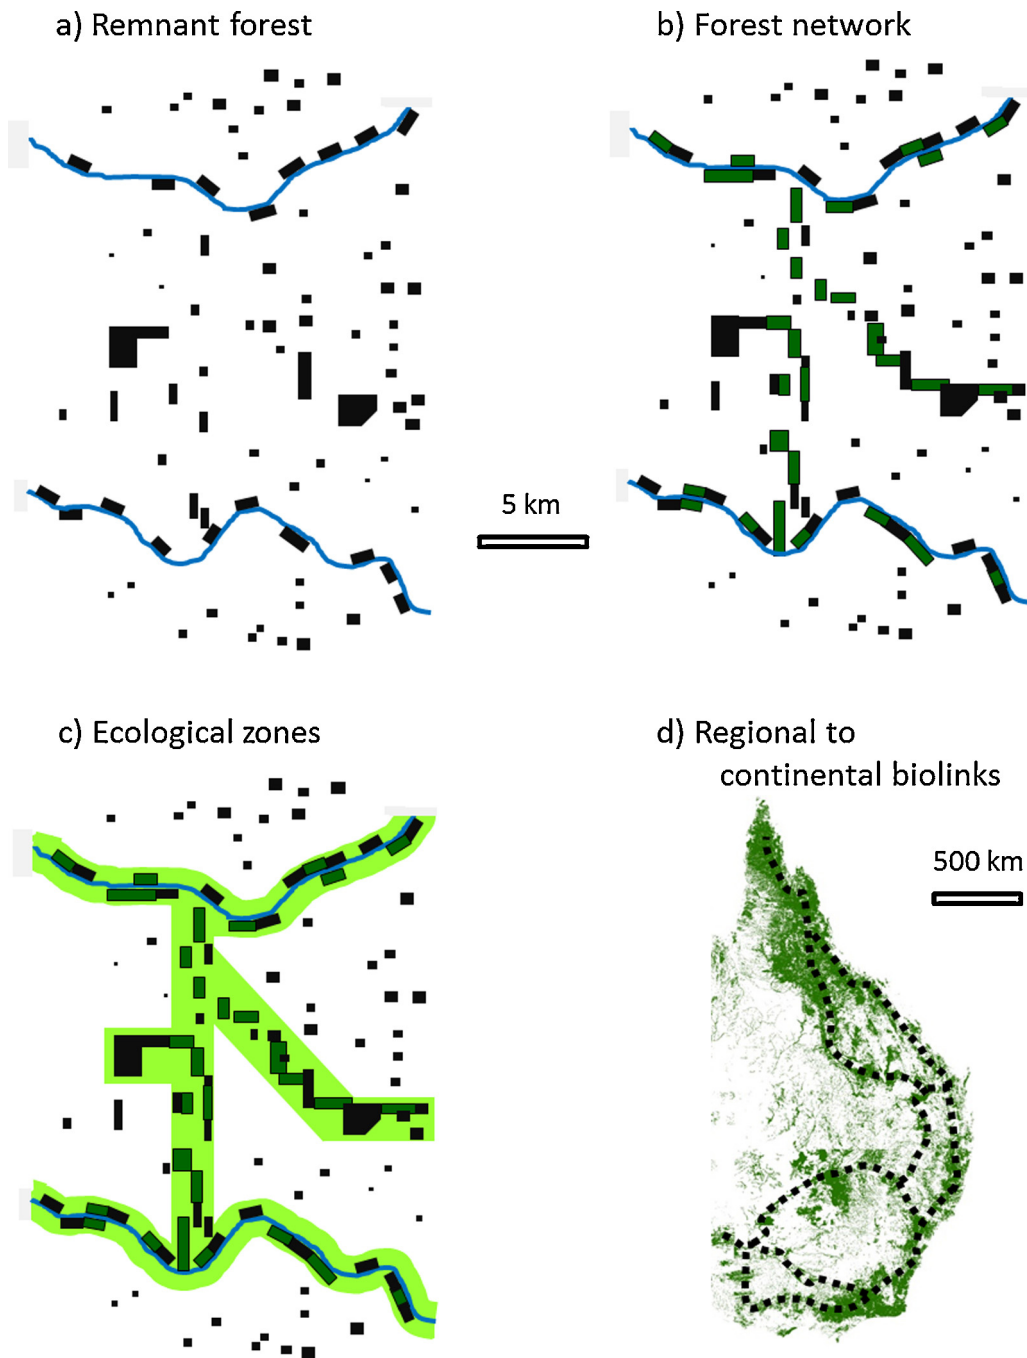 a) Remnant forest
b) Forest network
5 km
c) Ecological zones
d) Regional to
continental biolinks
500 km